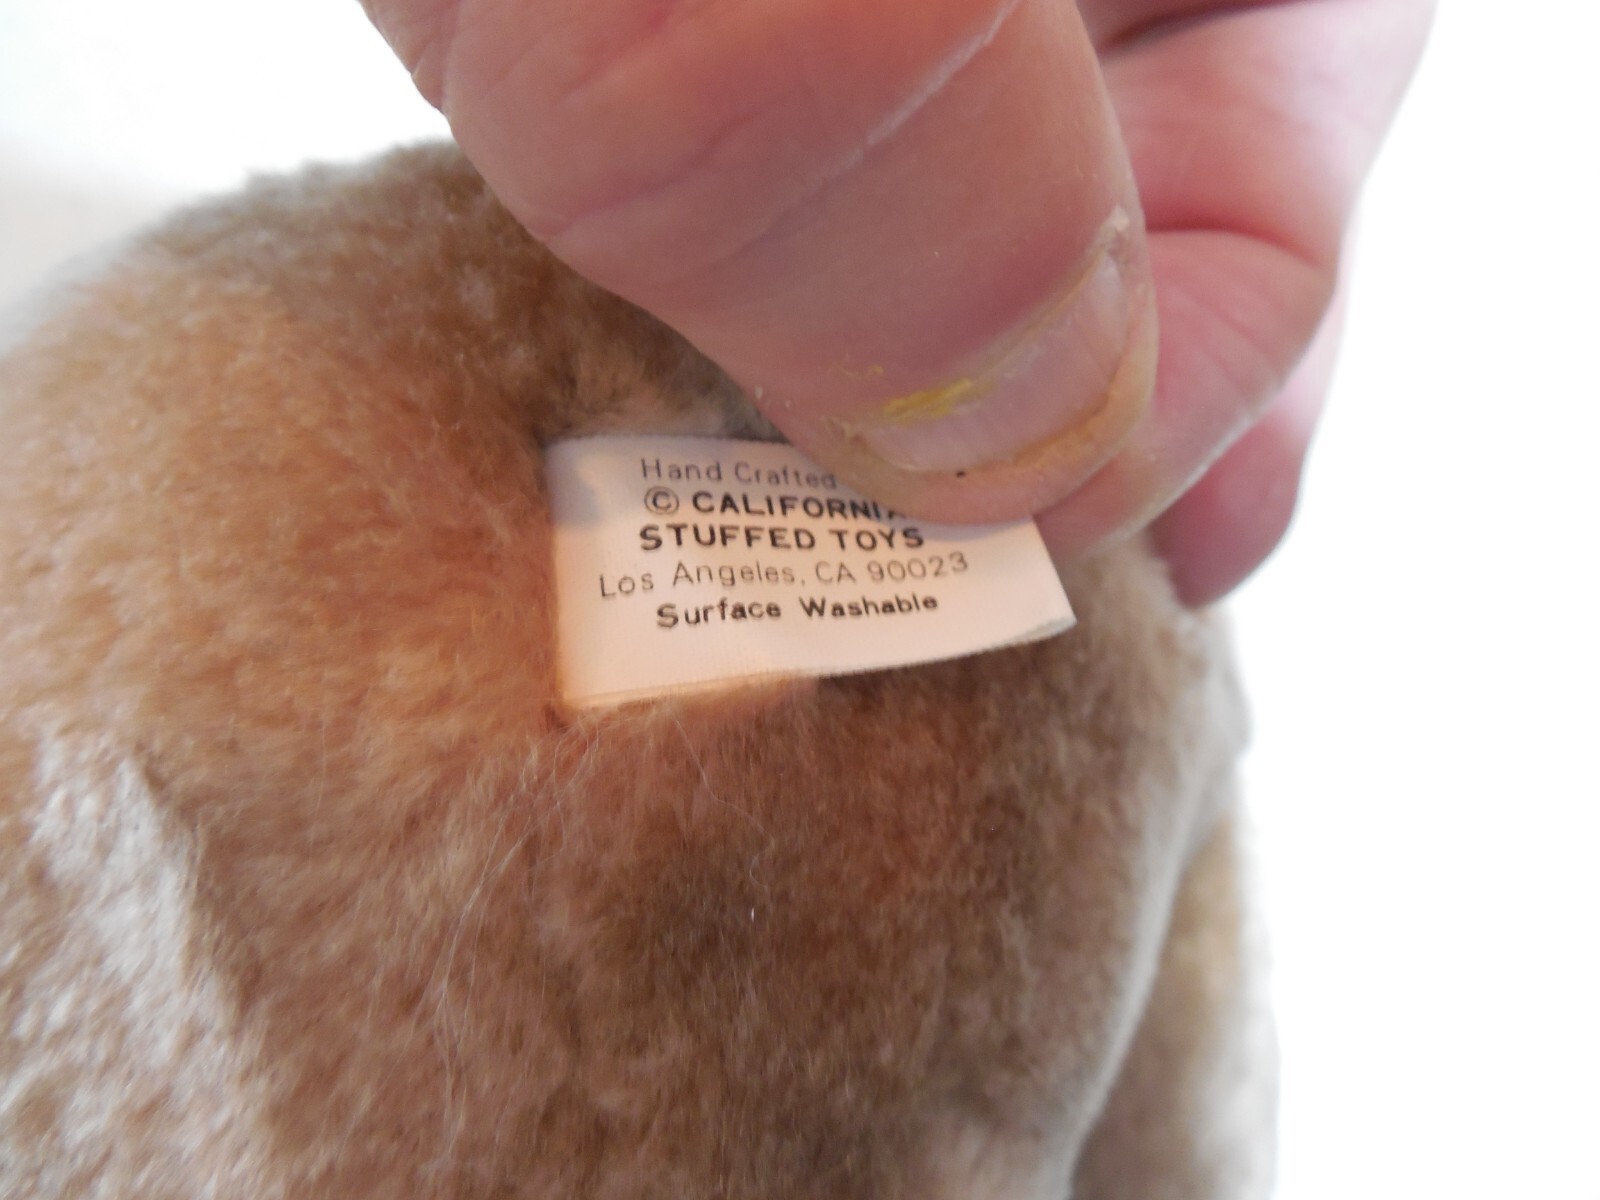 Hand Crafted
© CALIFORNIA
STUFFED TOYS
Los Angeles, CA 90023
Surface Washable